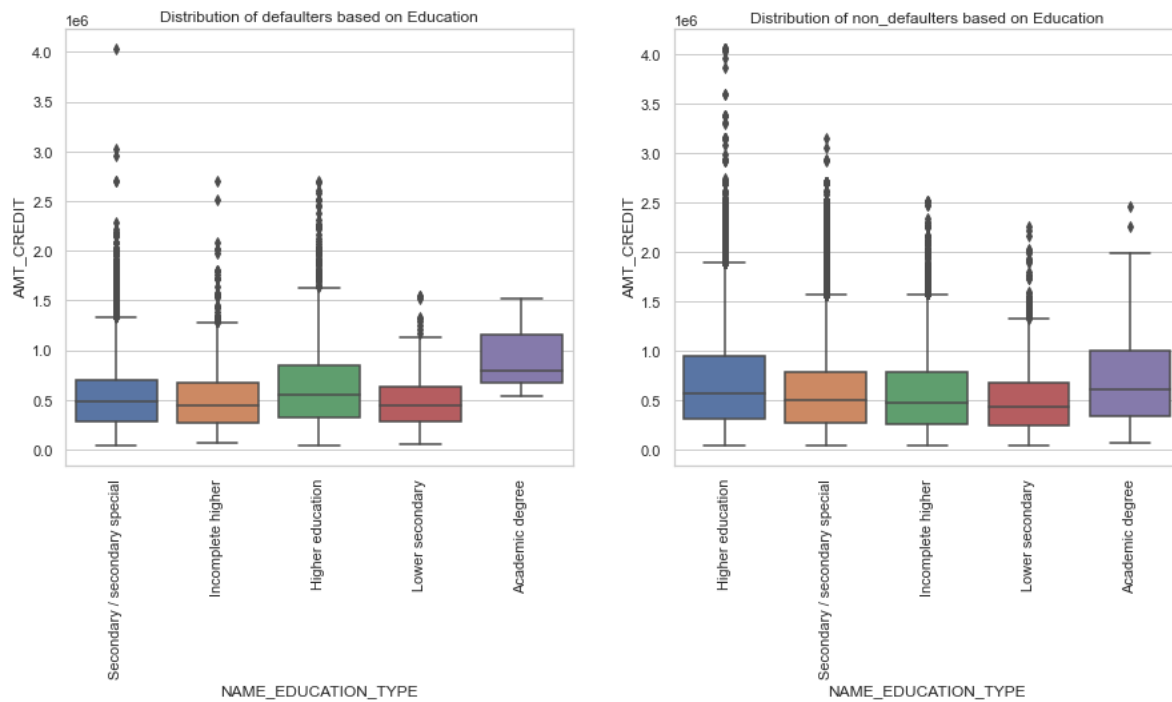 Distribution of defaulters based on Education
1e6
4.0
3.5
3.0
2.5
2.0
1.5
1.0
0.5
0.0
AMT_CREDIT
Secondary / secondary special
Incomplete higher
Higher education
Lower secondary
Academic degree
NAME_EDUCATION_TYPE
Distribution of non_defaulters based on Education
1e6
4.0
3.5
3.0
2.5
2.0
1.5
1.0
0.5
0.0
AMT_CREDIT
Higher education
Secondary / secondary special
Incomplete higher
Lower secondary
Academic degree
NAME_EDUCATION_TYPE